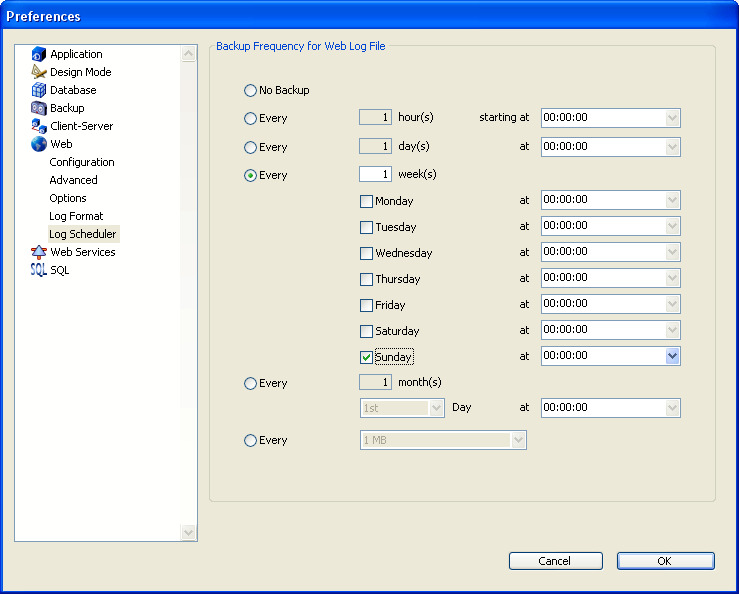 Preferences
Application
Design Mode
Database
Backup
Client-Server
Web
Configuration
Advanced
Options
Log Format
Log Scheduler
Web Services
SQL SQL
Backup Frequency for Web Log File
No Backup
Every 1 hour(s) starting at 00:00:00
Every 1 day(s) at 00:00:00
Every 1 week(s)
Monday at 00:00:00
Tuesday at 00:00:00
Wednesday at 00:00:00
Thursday at 00:00:00
Friday at 00:00:00
Saturday at 00:00:00
Sunday at 00:00:00
Every 1 month(s)
1st Day at 00:00:00
Every 1 MB
Cancel OK